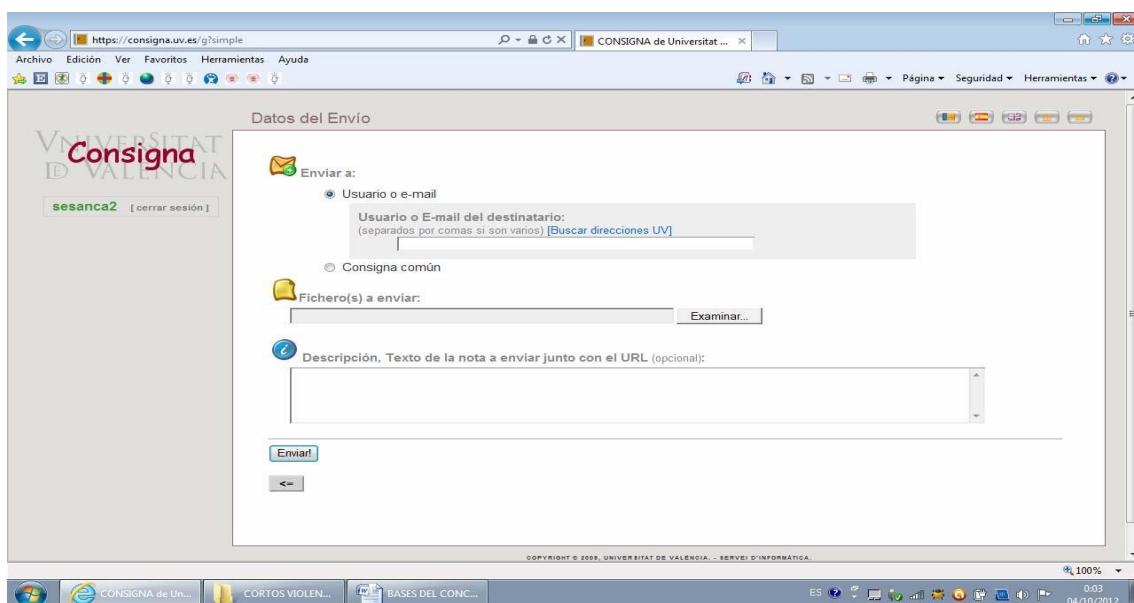 https://consigna.uv.es/g?simple
CONSIGNA de Universitat ...
Archivo Edición Ver Favoritos Herramientas Ayuda
Página Seguridad Herramientas
Datos del Envío
VNIVERSITAT
Consigna
ID VALÈNCIA
sesanca2 [cerrar sesión]
Enviar a:
Usuario o e-mail
Usuario o E-mail del destinatario:
(separados por comas si son varios) [Buscar direcciones UV]
Consigna común
Fichero(s) a enviar:
Examinar...
Descripción, Texto de la nota a enviar junto con el URL (opcional):
Enviar!
<=
COPYRIGHT © 2009, UNIVERSITAT DE VALÈNCIA. - SERVEI D'INFORMÀTICA.
100%
CONSIGNA de Un...
CORTOS VIOLEN...
BASES DEL CONC...
ES
0:03
04/10/2012